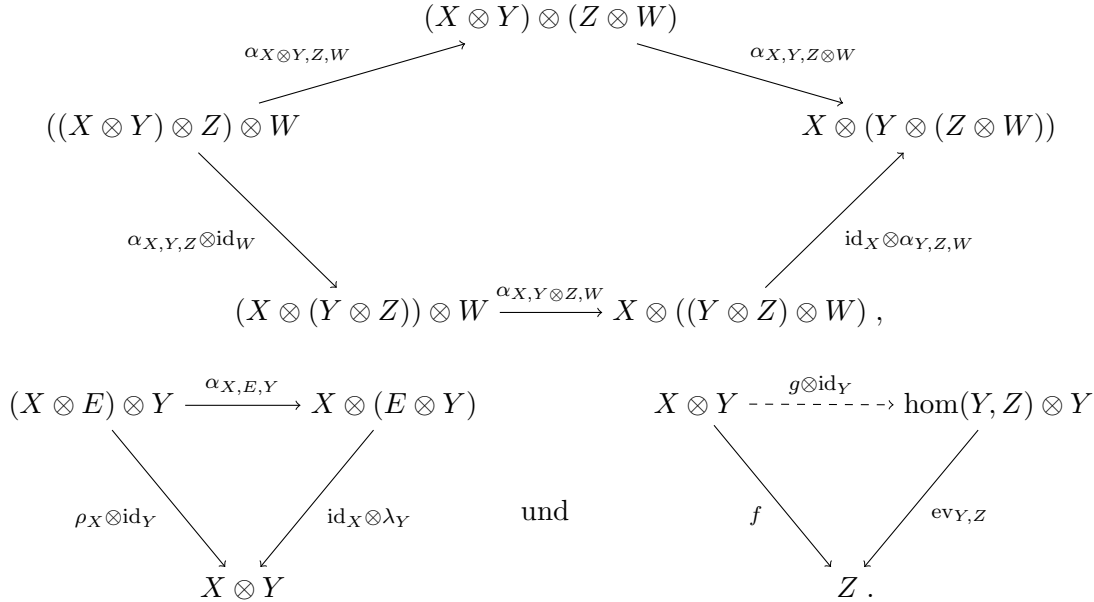 (X ⊗ Y) ⊗ (Z ⊗ W)
α_{X⊗Y,Z,W} α_{X,Y,Z⊗W}
((X ⊗ Y) ⊗ Z) ⊗ W X ⊗ (Y ⊗ (Z ⊗ W))
α_{X,Y,Z}⊗id_W id_X⊗α_{Y,Z,W}
(X ⊗ (Y ⊗ Z)) ⊗ W α_{X,Y⊗Z,W} X ⊗ ((Y ⊗ Z) ⊗ W) ,
(X ⊗ E) ⊗ Y α_{X,E,Y} X ⊗ (E ⊗ Y) X ⊗ Y g⊗id_Y hom(Y, Z) ⊗ Y
ρ_X⊗id_Y id_X⊗λ_Y und f ev_{Y,Z}
X ⊗ Y Z .